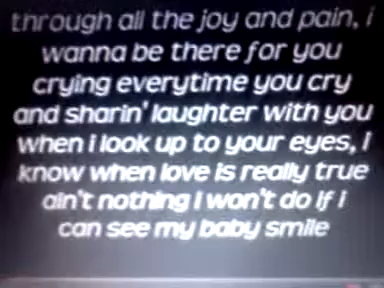 through all the joy and pain, i
wanna be there for you
crying everytime you cry
and sharin' laughter with you
when i look up to your eyes, i
know when love is really true
ain't nothing i won't do if i
can see my baby smile